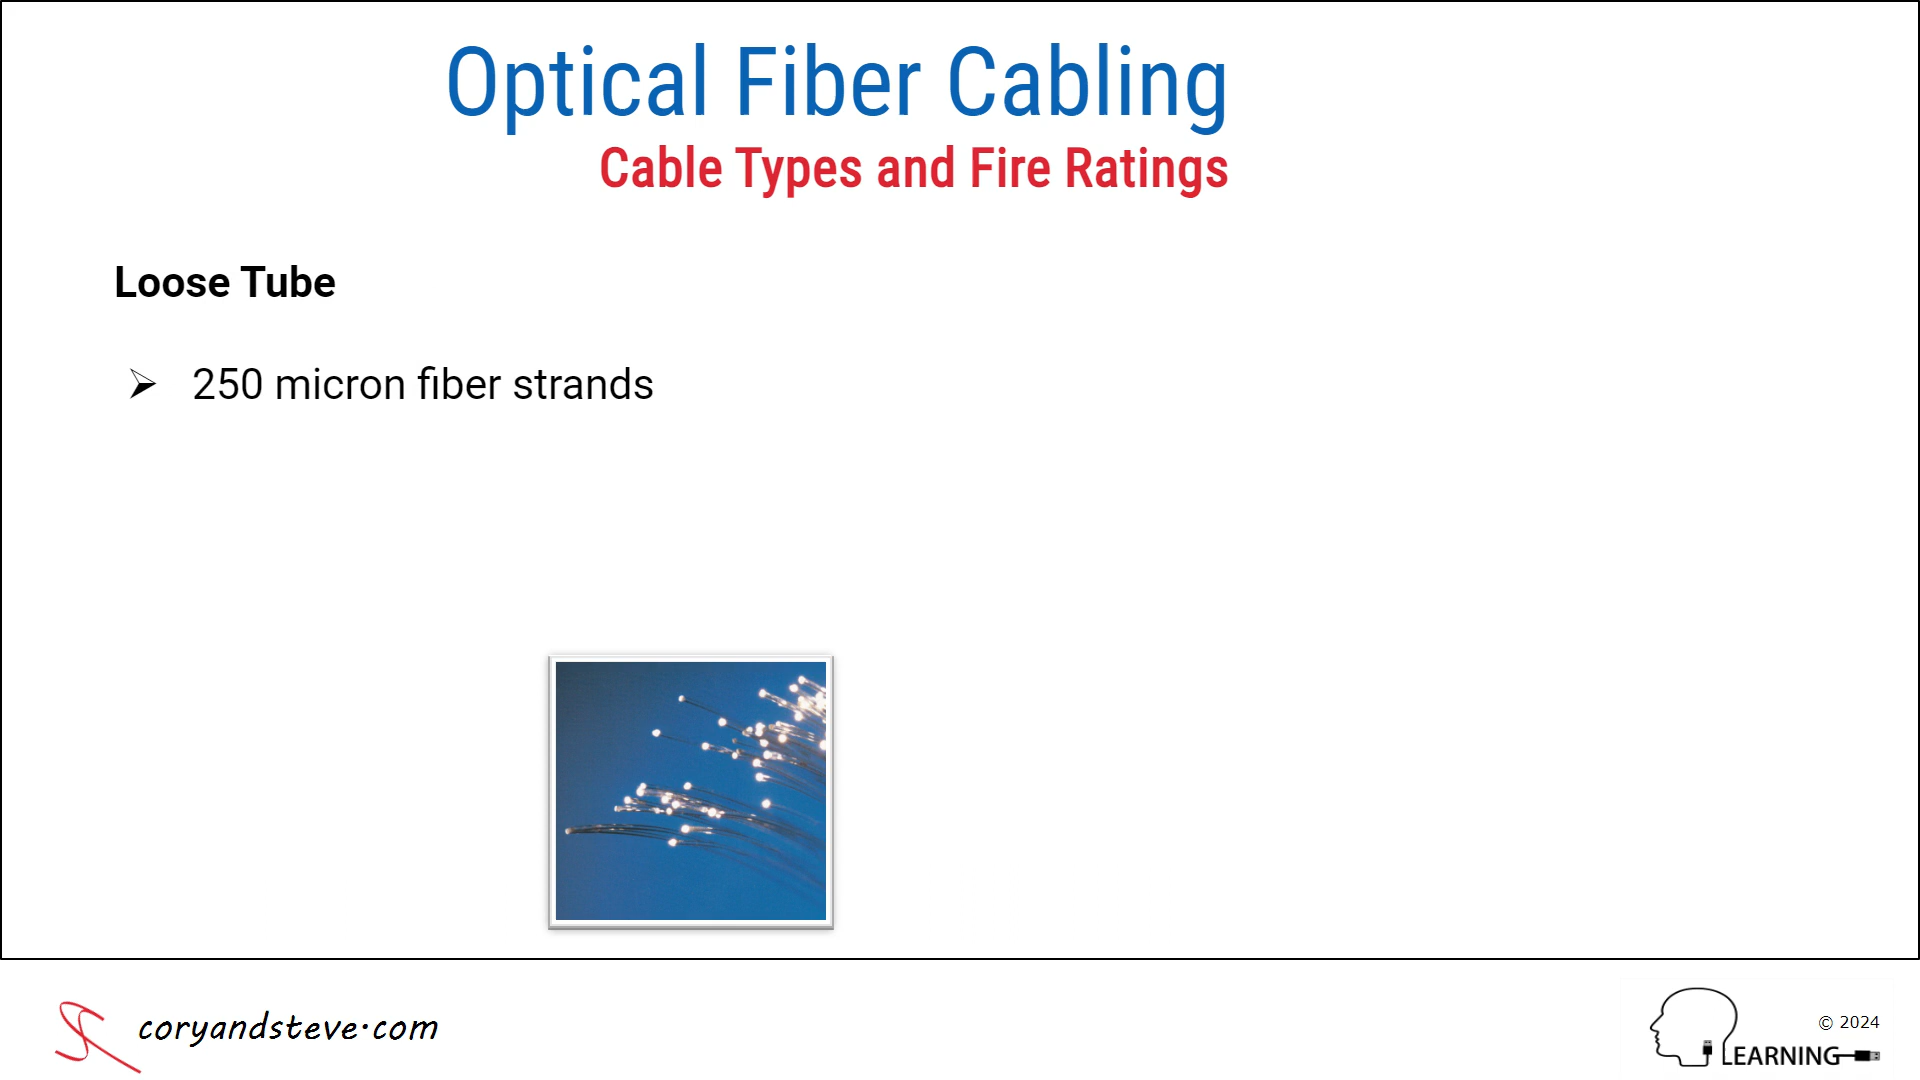 Optical Fiber Cabling
Cable Types and Fire Ratings
Loose Tube
➢ 250 micron fiber strands
coryandsteve.com
© 2024
LEARNING